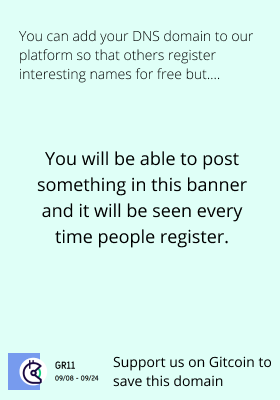 You can add your DNS domain to our
platform so that others register
interesting names for free but....
You will be able to post
something in this banner
and it will be seen every
time people register.
GR11
09/08 - 09/24
Support us on Gitcoin to
save this domain